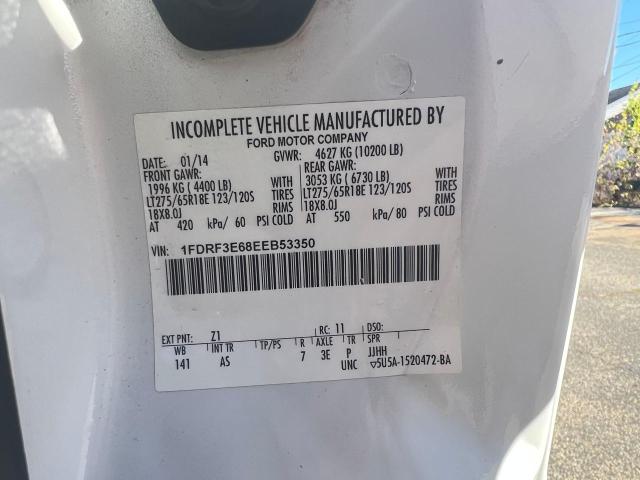 INCOMPLETE VEHICLE MANUFACTURED BY
FORD MOTOR COMPANY
DATE: 01/14 GVWR: 4627 KG (10200 LB)
FRONT GAWR: REAR GAWR:
1996 KG ( 4400 LB) WITH 3053 KG ( 6730 LB) WITH
LT275/65R18E 123/120S TIRES LT275/65R18E 123/120S TIRES
18X8.0J RIMS 18X8.0J RIMS
AT 420 kPa/ 60 PSI COLD AT 550 kPa/ 80 PSI COLD
VIN: 1FDRF3E68EEB53350
EXT PNT: Z1 RC: 11 DSO:
WB INT TR TP/PS R AXLE TR SPR
141 AS 7 3E P JJHH
UNC ▽5U5A-1520472-BA